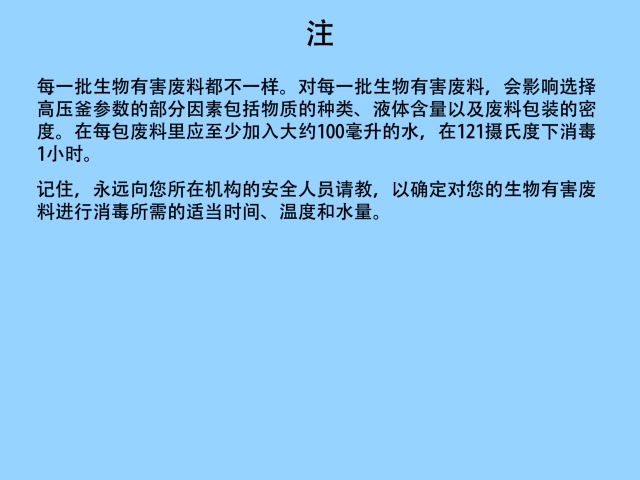 注
每一批生物有害废料都不一样。对每一批生物有害废料，会影响选择
高压釜参数的部分因素包括物质的种类、液体含量以及废料包装的密
度。在每包废料里应至少加入大约100毫升的水，在121摄氏度下消毒
1小时。
记住，永远向您所在机构的安全人员请教，以确定对您的生物有害废
料进行消毒所需的适当时间、温度和水量。